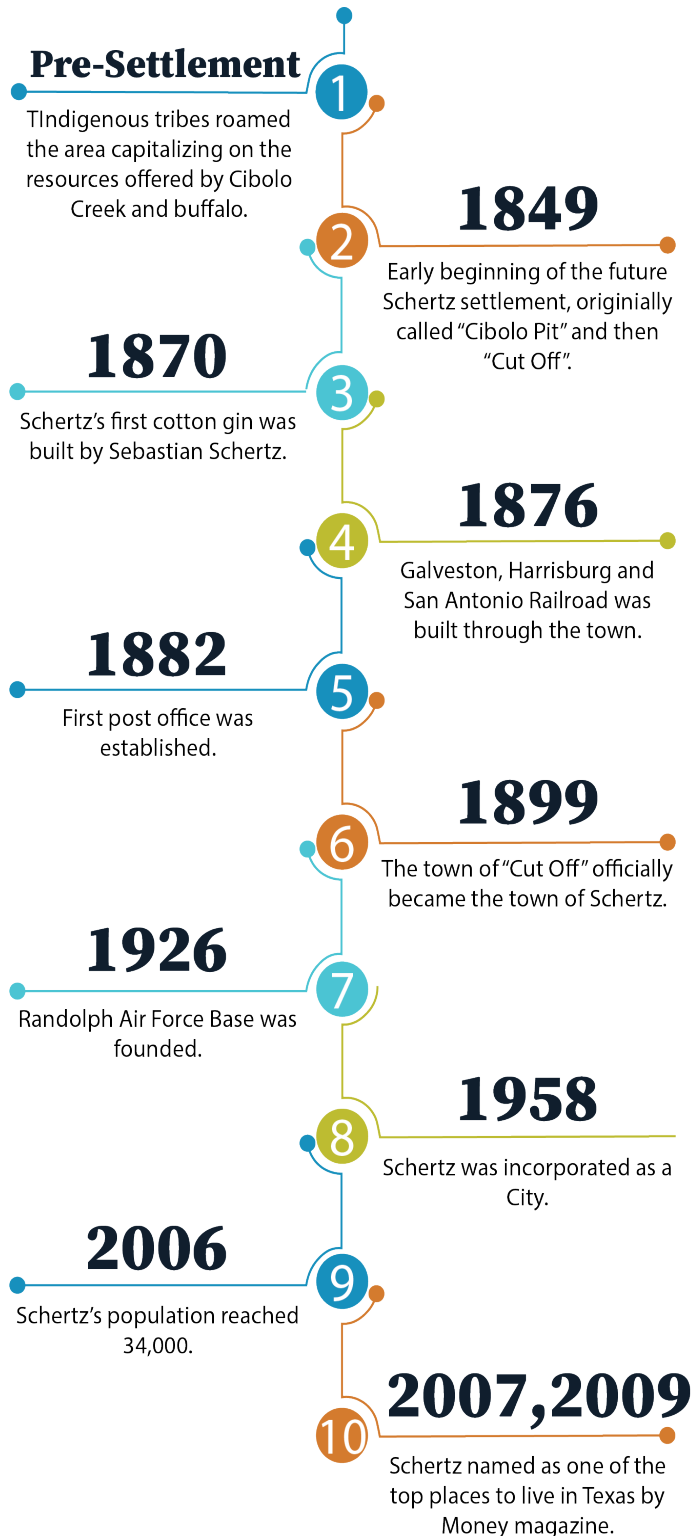 Pre-Settlement
1
TIndigenous tribes roamed
the area capitalizing on the
resources offered by Cibolo
Creek and buffalo.
1849
2
Early beginning of the future
Schertz settlement, originially
called “Cibolo Pit” and then
“Cut Off”.
1870
3
Schertz’s first cotton gin was
built by Sebastian Schertz.
1876
4
Galveston, Harrisburg and
San Antonio Railroad was
built through the town.
1882
5
First post office was
established.
1899
6
The town of “Cut Off” officially
became the town of Schertz.
1926
7
Randolph Air Force Base was
founded.
1958
8
Schertz was incorporated as a
City.
2006
9
Schertz’s population reached
34,000.
2007,2009
10
Schertz named as one of the
top places to live in Texas by
Money magazine.